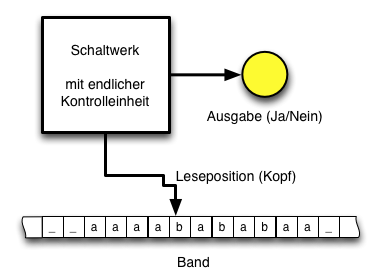 Schaltwerk
mit endlicher
Kontrolleinheit
Ausgabe (Ja/Nein)
Leseposition (Kopf)
_ _ a a a a b a b a b a a _
Band